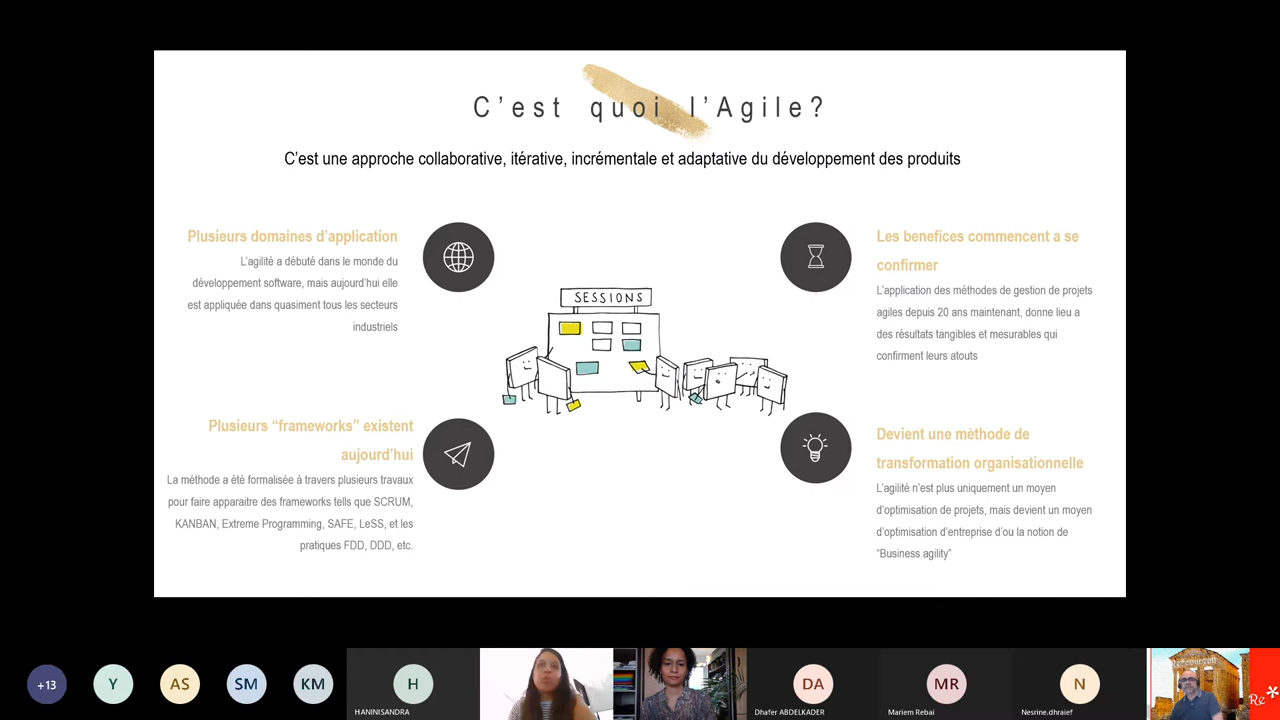 C’est quoi l’Agile?
C’est une approche collaborative, itérative, incrémentale et adaptative du développement des produits
Plusieurs domaines d’application
L’agilité a débuté dans le monde du
développement software, mais aujourd’hui elle
est appliquée dans quasiment tous les secteurs
industriels
Plusieurs “frameworks” existent
aujourd’hui
La méthode a été formalisée à travers plusieurs travaux
pour faire apparaitre des frameworks tells que SCRUM,
KANBAN, Extreme Programming, SAFE, LeSS, et les
pratiques FDD, DDD, etc.
SESSIONS
Les benefices commencent a se
confirmer
L’application des méthodes de gestion de projets
agiles depuis 20 ans maintenant, donne lieu a
des résultats tangibles et mesurables qui
confirment leurs atouts
Devient une méthode de
transformation organisationnelle
L’agilité n’est plus uniquement un moyen
d’optimisation de projets, mais devient un moyen
d’optimisation d’entreprise d’ou la notion de
“Business agility”
+13
Y
AS
SM
KM
H
HANINISANDRA
DA
Dhafer ABDELKADER
MR
Mariem Rebai
N
Nesrine.dhraief
Re*